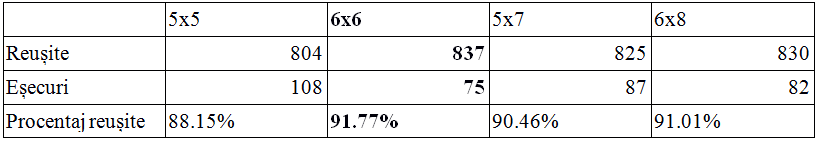 5x5 6x6 5x7 6x8
Reușite 804 837 825 830
Eșecuri 108 75 87 82
Procentaj reușite 88.15% 91.77% 90.46% 91.01%